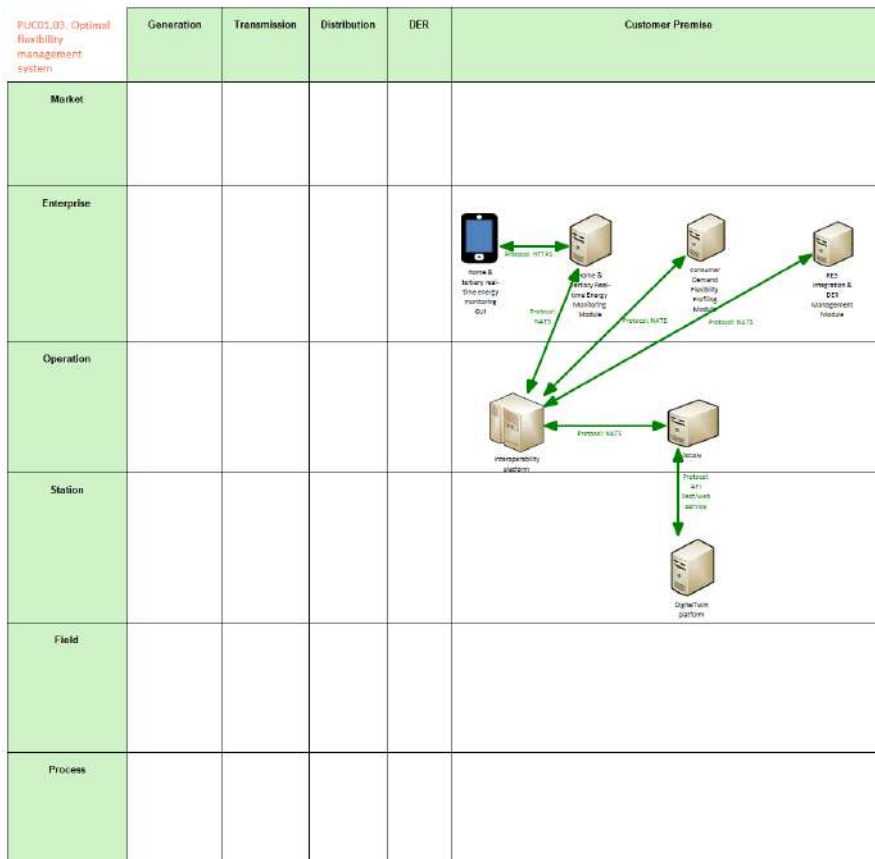 PUC01.03. Optimal
flexibility
management
system
Generation
Transmission
Distribution
DER
Customer Premise
Market
Enterprise
Protocol: HTTPS
Home &
tertiary real-
time energy
monitoring
GUI
Home &
Tertiary Real-
time Energy
Monitoring
Module
Consumer
Demand
Flexibility
Profiling
Module
RES
Integration &
DER
Management
Module
Protocol:
NATS
Protocol: NATS
Protocol: NATS
Operation
Interoperability
platform
Protocol: NATS
Station
Protocol:
API
service
DigitalTwin
platform
Field
Process